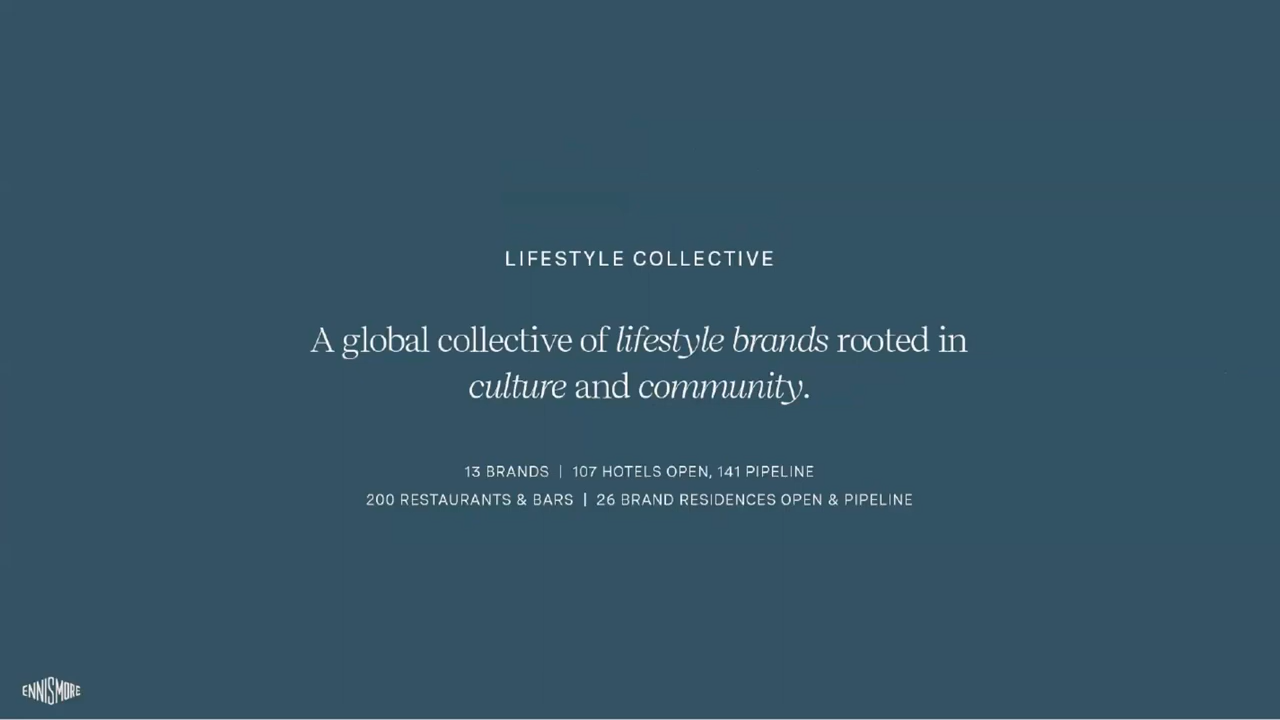 LIFESTYLE COLLECTIVE
A global collective of lifestyle brands rooted in
culture and community.
13 BRANDS | 107 HOTELS OPEN, 141 PIPELINE
200 RESTAURANTS & BARS | 26 BRAND RESIDENCES OPEN & PIPELINE
ENNISMORE